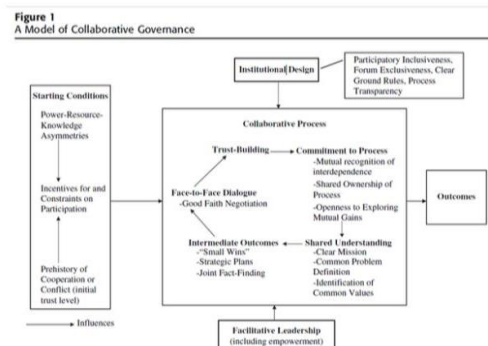 Figure 1
A Model of Collaborative Governance
Institutional Design
Participatory Inclusiveness,
Forum Exclusiveness, Clear
Ground Rules, Process
Transparency
Starting Conditions
Power-Resource-
Knowledge
Asymmetries
Incentives for and
Constraints on
Participation
Prehistory of
Cooperation or
Conflict (initial
trust level)
Influences
Collaborative Process
Trust-Building
Commitment to Process
-Mutual recognition of
interdependence
-Shared Ownership of
Process
-Openness to Exploring
Mutual Gains
Face-to-Face Dialogue
-Good Faith Negotiation
Intermediate Outcomes
-"Small Wins"
-Strategic Plans
-Joint Fact-Finding
Shared Understanding
-Clear Mission
-Common Problem
Definition
-Identification of
Common Values
Outcomes
Facilitative Leadership
(including empowerment)